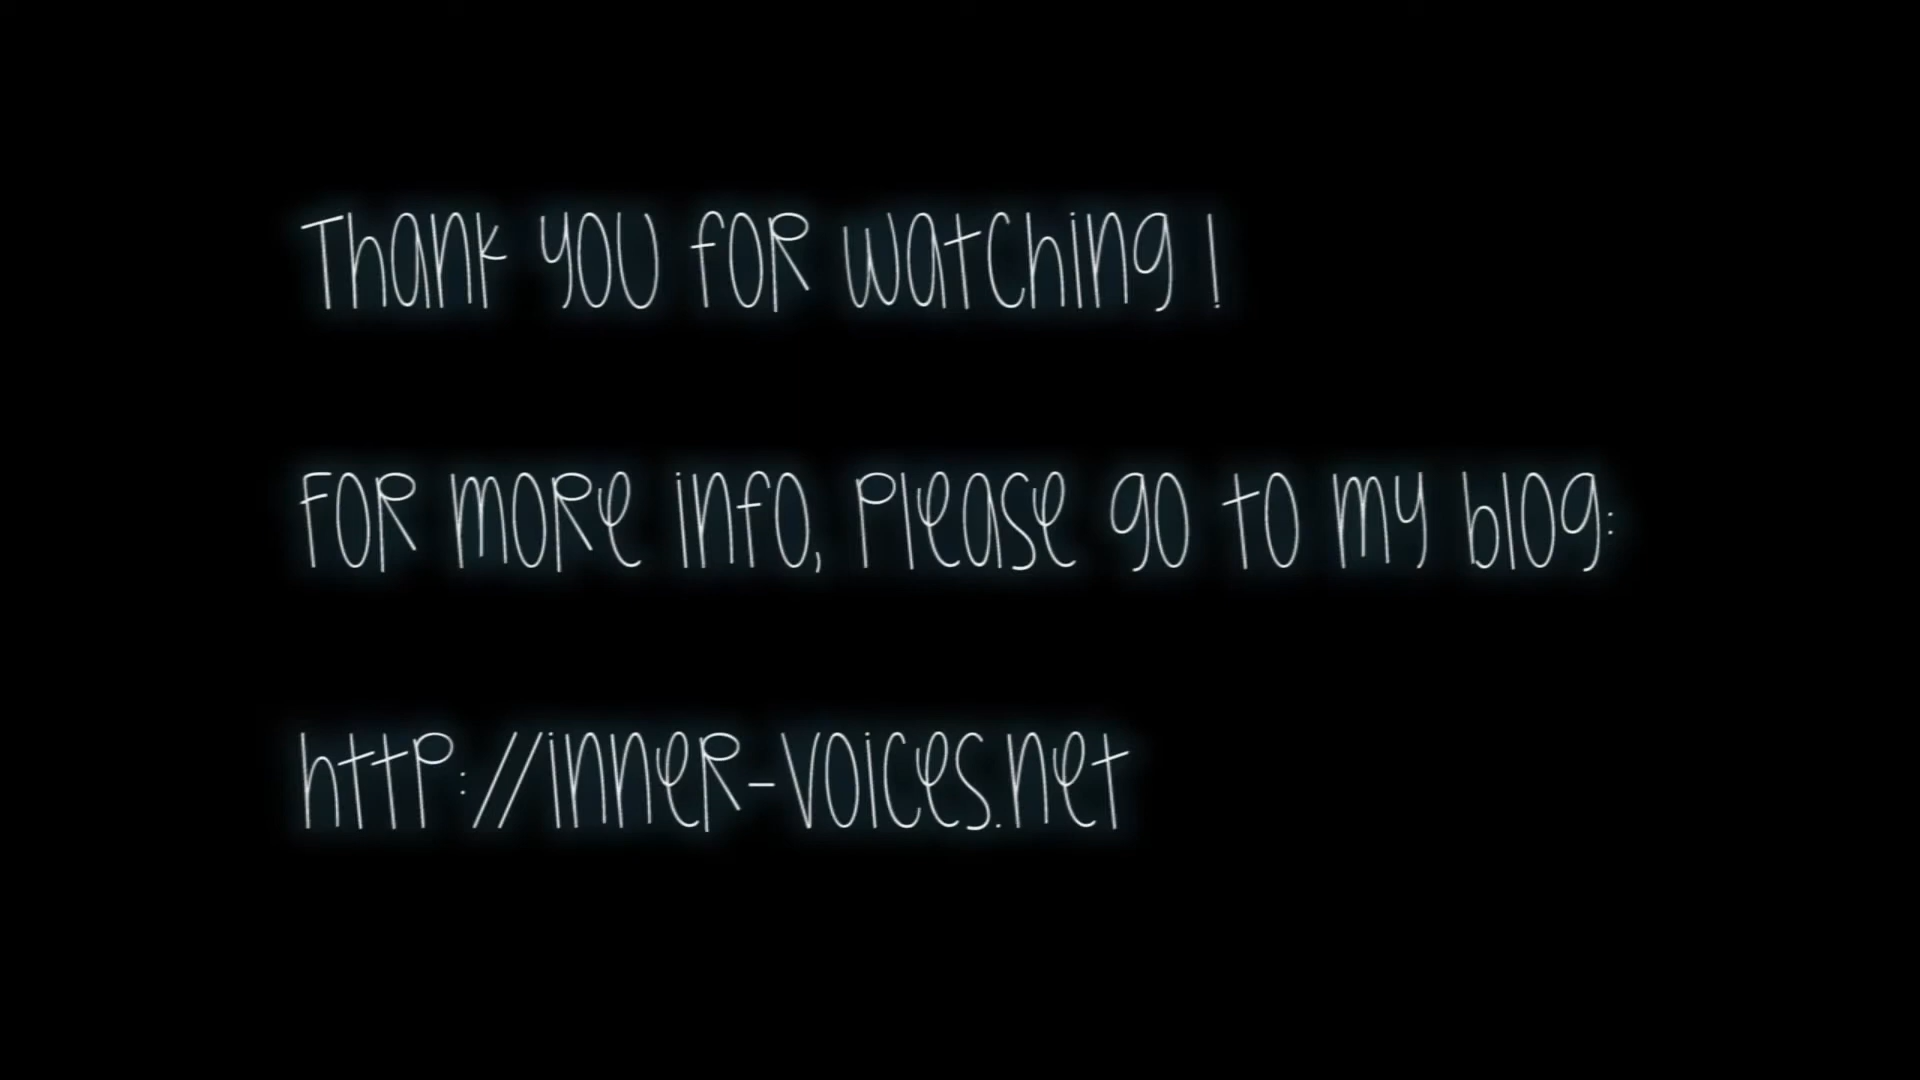 Thank you for watching !
For more info, please go to my blog:
http://inner-voices.net